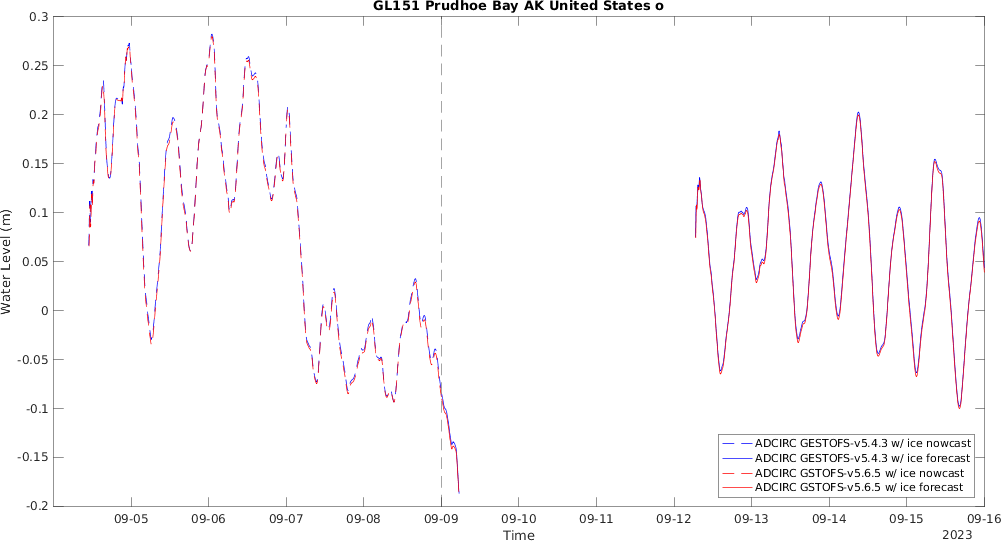 GL151 Prudhoe Bay AK United States o
0.3
0.25
0.2
0.15
0.1
0.05
0
-0.05
-0.1
-0.15
-0.2
Water Level (m)
ADCIRC GESTOFS-v5.4.3 w/ ice nowcast
ADCIRC GESTOFS-v5.4.3 w/ ice forecast
ADCIRC GSTOFS-v5.6.5 w/ ice nowcast
ADCIRC GSTOFS-v5.6.5 w/ ice forecast
09-05 09-06 09-07 09-08 09-09 09-10 09-11 09-12 09-13 09-14 09-15 09-16
Time
2023